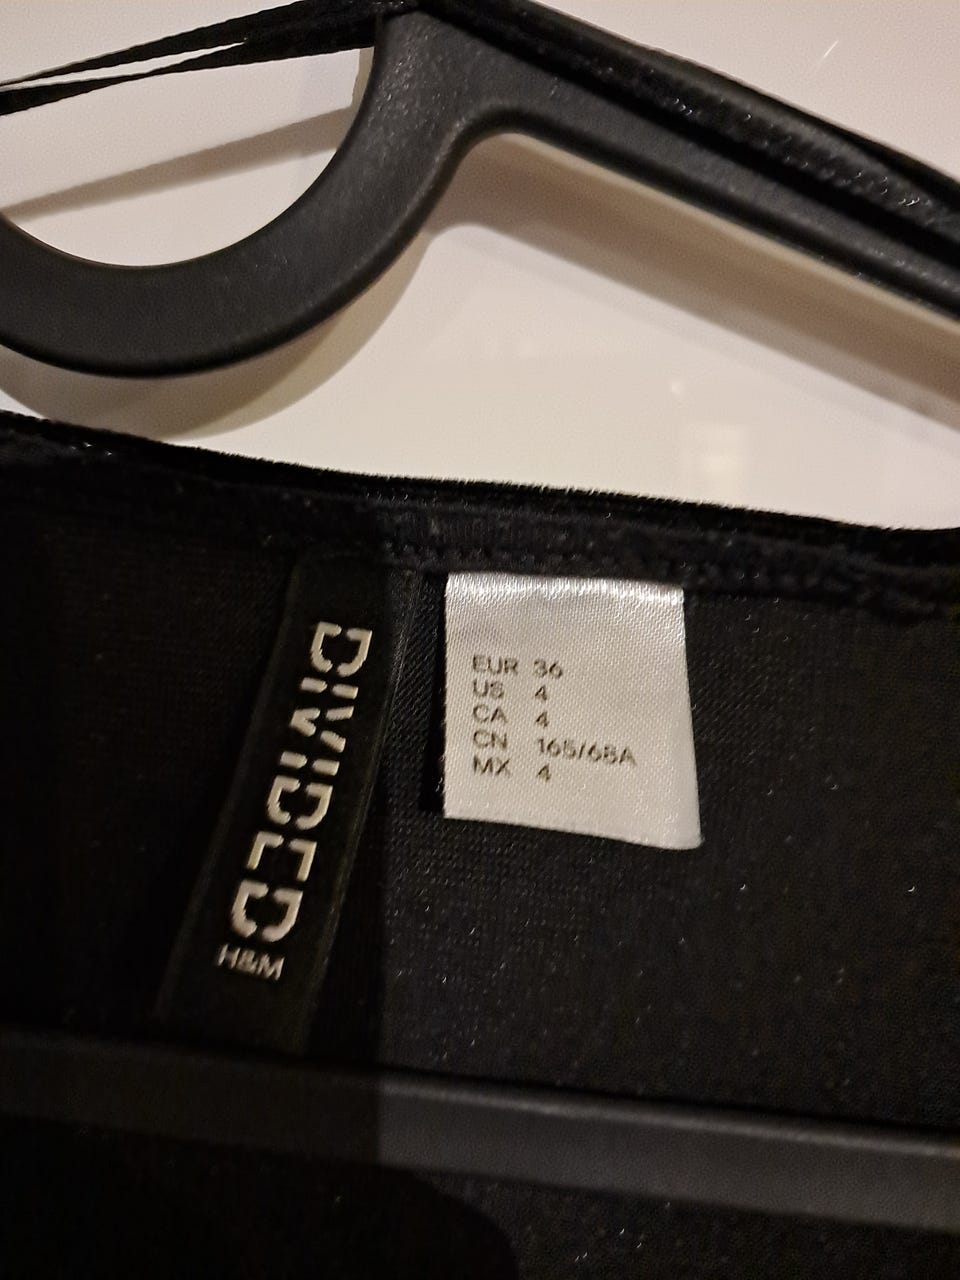 DIVIDED
H&M
EUR 36
US 4
CA 4
CN 165/68A
MX 4